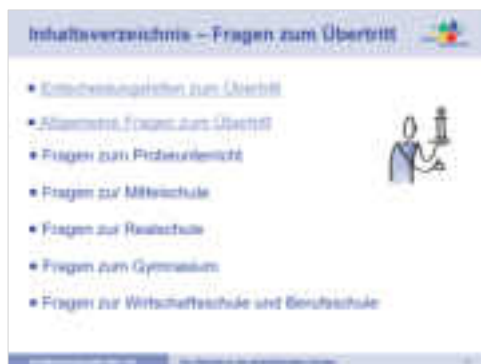 Inhaltsverzeichnis – Fragen zum Übertritt
• Entscheidungshilfen zum Übertritt
• Allgemeine Fragen zum Übertritt
• Fragen zum Probeunterricht
• Fragen zur Mittelschule
• Fragen zur Realschule
• Fragen zum Gymnasium
• Fragen zur Wirtschaftsschule und Berufsschule